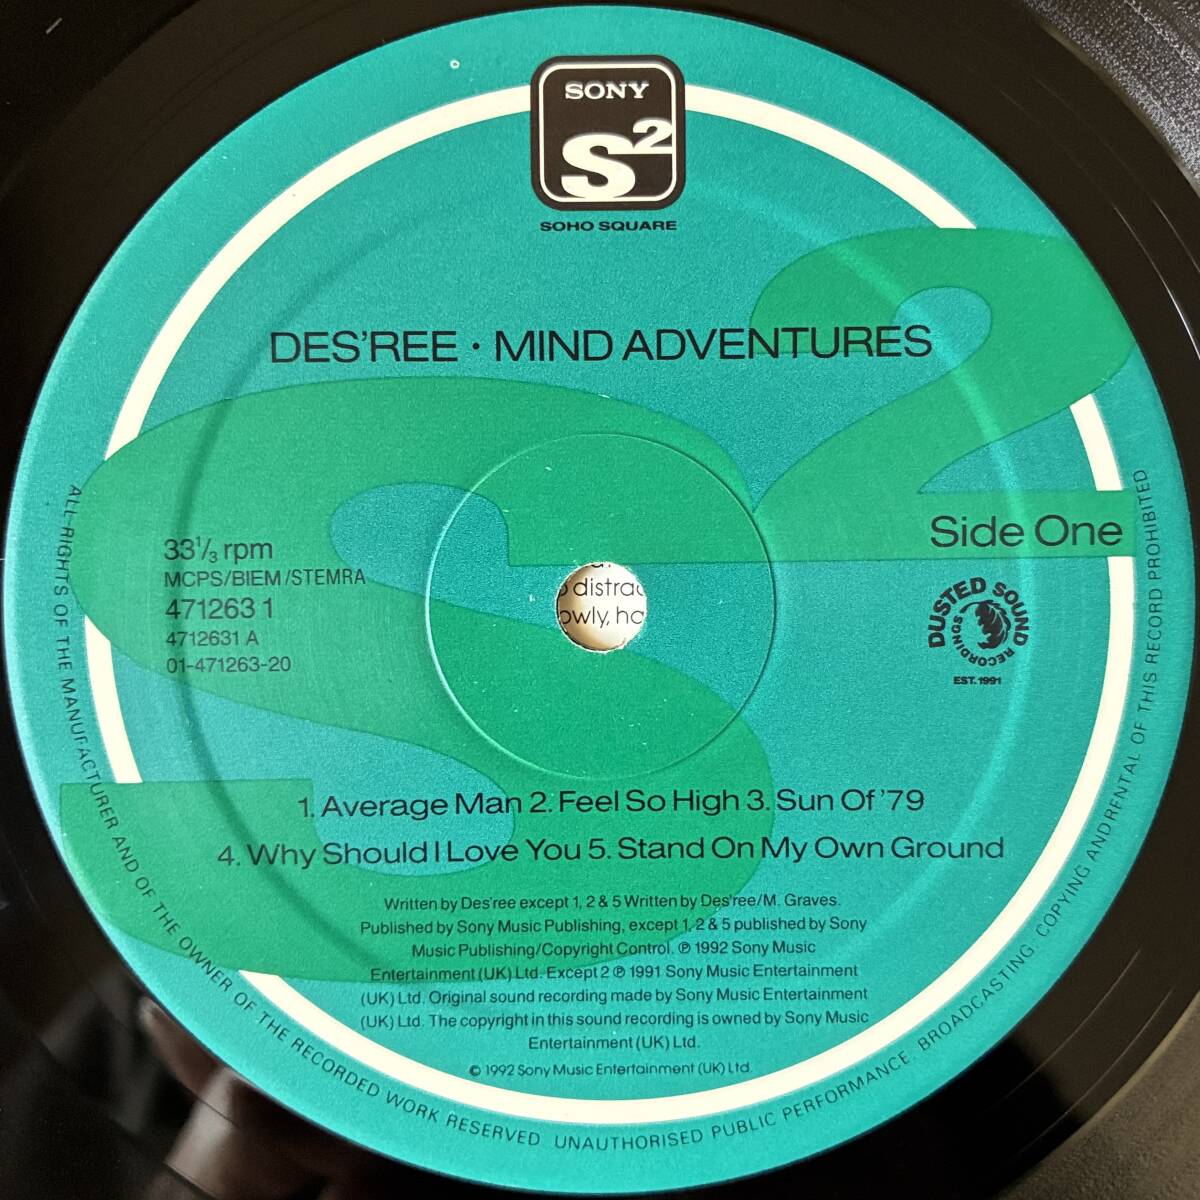 SONY
S²
SOHO SQUARE
DES'REE · MIND ADVENTURES
Side One
33⅓ rpm
MCPS/BIEM/STEMRA
471263 1
4712631 A
01-471263-20
DUSTED SOUND
RECORDINGS
EST. 1991
distrac
owly, ho
1. Average Man 2. Feel So High 3. Sun Of '79
4. Why Should I Love You 5. Stand On My Own Ground
Written by Des'ree except 1, 2 & 5 Written by Des'ree/M. Graves.
Published by Sony Music Publishing, except 1, 2 & 5 published by Sony
Music Publishing/Copyright Control. ℗ 1992 Sony Music
Entertainment (UK) Ltd. Except 2 ℗ 1991 Sony Music Entertainment
(UK) Ltd. Original sound recording made by Sony Music Entertainment
(UK) Ltd. The copyright in this sound recording is owned by Sony Music
Entertainment (UK) Ltd.
© 1992 Sony Music Entertainment (UK) Ltd.
ALL RIGHTS OF THE MANUFACTURER AND OF THE OWNER OF THE RECORDED WORK RESERVED. UNAUTHORISED PUBLIC PERFORMANCE. BROADCASTING. COPYING ANDRENTAL OF THIS RECORD PROHIBITED